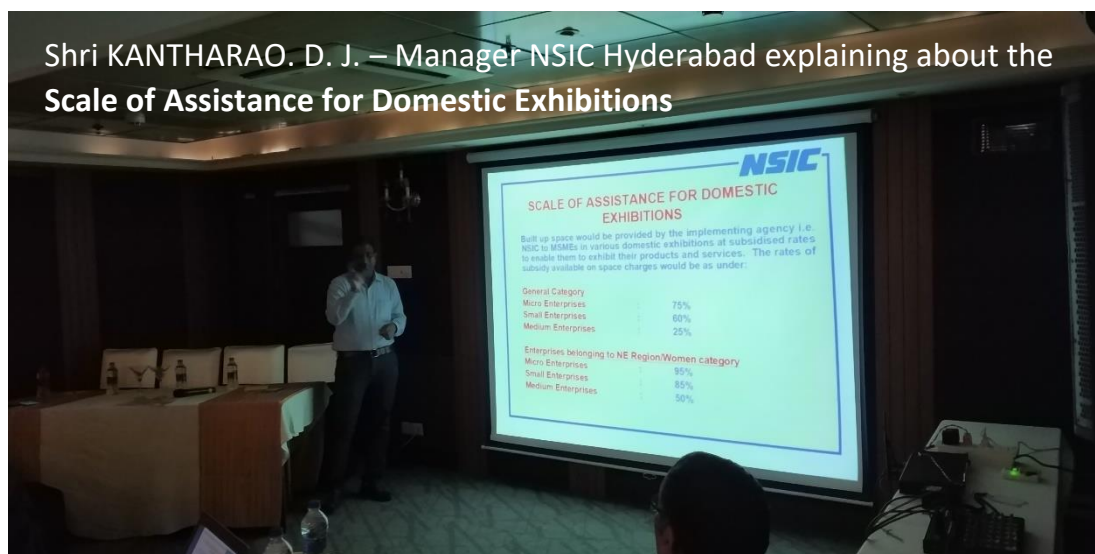 Shri KANTHARAO. D. J. – Manager NSIC Hyderabad explaining about the
Scale of Assistance for Domestic Exhibitions
NSIC
SCALE OF ASSISTANCE FOR DOMESTIC
EXHIBITIONS
Built up space would be provided by the implementing agency i.e.
NSIC to MSMEs in various domestic exhibitions at subsidised rates
to enable them to exhibit their products and services. The rates of
subsidy available on space charges would be as under:
General Category
Micro Enterprises : 75%
Small Enterprises : 60%
Medium Enterprises : 25%
Enterprises belonging to NE Region/Women category
Micro Enterprises : 95%
Small Enterprises : 85%
Medium Enterprises : 50%